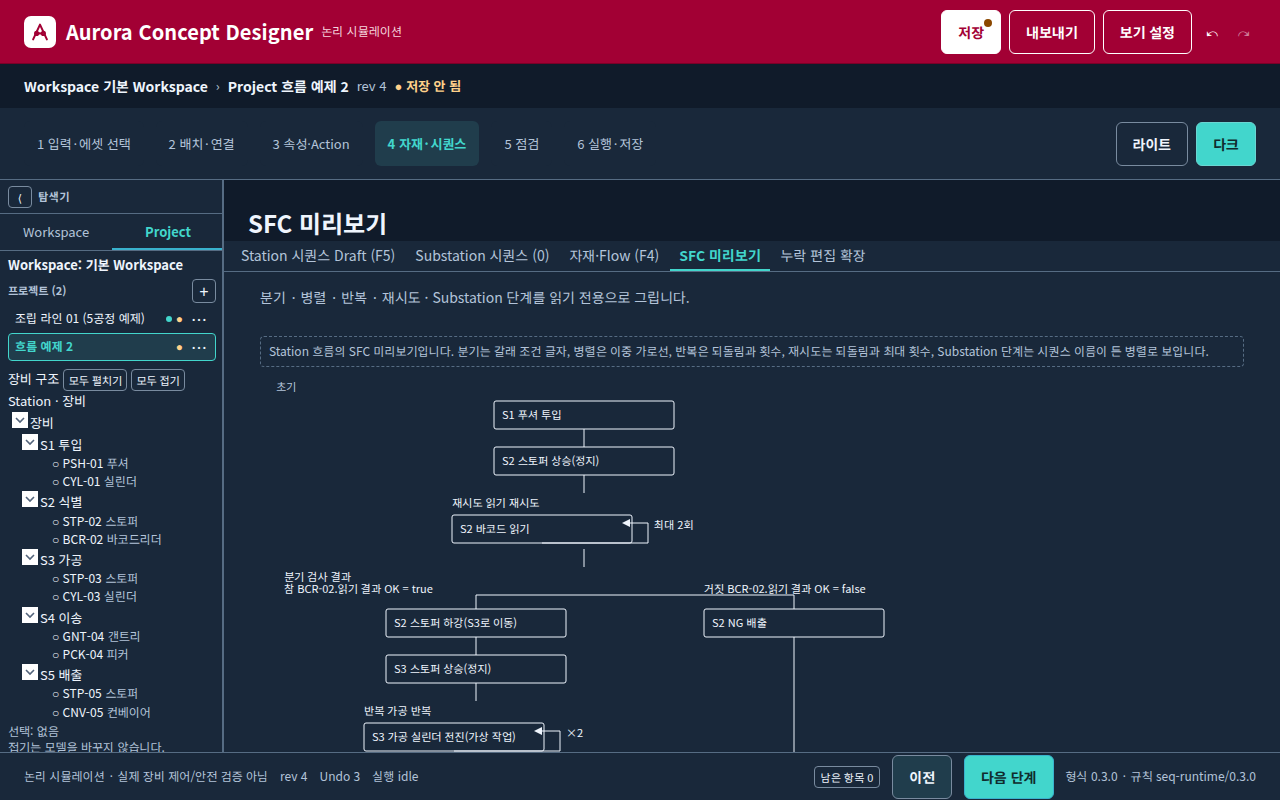 Aurora Concept Designer 논리 시뮬레이션
저장 내보내기 보기 설정
Workspace 기본 Workspace › Project 흐름 예제 2 rev 4 ● 저장 안 됨
1 입력·에셋 선택 2 배치·연결 3 속성·Action 4 자재·시퀀스 5 점검 6 실행·저장
라이트 다크
⟨ 탐색기
Workspace Project
Workspace: 기본 Workspace
프로젝트 (2) +
조립 라인 01 (5공정 예제) ● ● ···
흐름 예제 2 ● ···
장비 구조 모두 펼치기 모두 접기
Station · 장비
장비
S1 투입
○ PSH-01 푸셔
○ CYL-01 실린더
S2 식별
○ STP-02 스토퍼
○ BCR-02 바코드리더
S3 가공
○ STP-03 스토퍼
○ CYL-03 실린더
S4 이송
○ GNT-04 갠트리
○ PCK-04 피커
S5 배출
○ STP-05 스토퍼
○ CNV-05 컨베이어
선택: 없음
접기는 모델을 바꾸지 않습니다.
SFC 미리보기
Station 시퀀스 Draft (F5) Substation 시퀀스 (0) 자재·Flow (F4) SFC 미리보기 누락 편집 확장
분기 · 병렬 · 반복 · 재시도 · Substation 단계를 읽기 전용으로 그립니다.
Station 흐름의 SFC 미리보기입니다. 분기는 갈래 조건 글자, 병렬은 이중 가로선, 반복은 되돌림과 횟수, 재시도는 되돌림과 최대 횟수, Substation 단계는 시퀀스 이름이 든 병렬로 보입니다.
초기
S1 푸셔 투입
S2 스토퍼 상승(정지)
재시도 읽기 재시도
S2 바코드 읽기 최대 2회
분기 검사 결과
참 BCR-02.읽기 결과 OK = true 거짓 BCR-02.읽기 결과 OK = false
S2 스토퍼 하강(S3로 이동) S2 NG 배출
S3 스토퍼 상승(정지)
반복 가공 반복
S3 가공 실린더 전진(가상 작업) ×2
논리 시뮬레이션 · 실제 장비 제어/안전 검증 아님 rev 4 Undo 3 실행 idle
남은 항목 0 이전 다음 단계 형식 0.3.0 · 규칙 seq-runtime/0.3.0